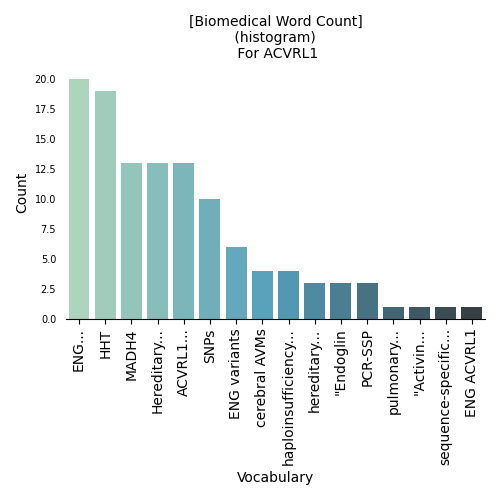 [Biomedical Word Count]
(histogram)
For ACVRL1
20.0
17.5
15.0
12.5
10.0
7.5
5.0
2.5
0.0
Count
ENG...
HHT
MADH4
Hereditary...
ACVRL1...
SNPs
ENG variants
cerebral AVMs
haploinsufficiency...
hereditary...
"Endoglin
PCR-SSP
pulmonary...
"Activin...
sequence-specific...
ENG ACVRL1
Vocabulary